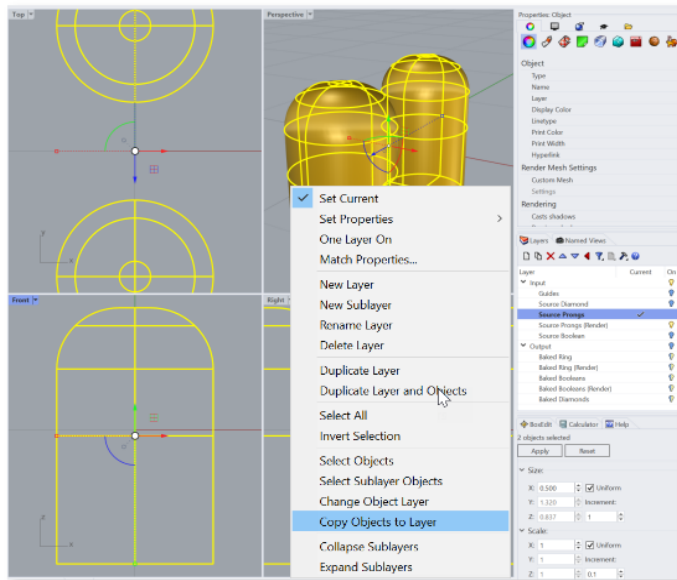 Top
Perspective
Front
Right
Set Current
Set Properties
One Layer On
Match Properties...
New Layer
New Sublayer
Rename Layer
Delete Layer
Duplicate Layer
Duplicate Layer and Objects
Select All
Invert Selection
Select Objects
Select Sublayer Objects
Change Object Layer
Copy Objects to Layer
Collapse Sublayers
Expand Sublayers
y
x
z
x
Properties: Object
Object
Type
Name
Layer
Display Color
Linetype
Print Color
Print Width
Hyperlink
Render Mesh Settings
Custom Mesh
Settings
Rendering
Casts shadows
Layers Named Views
Layer Current On
Input
Guides
Source Diamond
Source Prongs
Source Prongs (Render)
Source Boolean
Output
Baked Ring
Baked Ring (Render)
Baked Booleans
Baked Booleans (Render)
Baked Diamonds
BoxEdit Calculator Help
2 objects selected
Apply Reset
Size:
X: 0.500 Uniform
Y: 1.320 Increment:
Z: 0.837 1
Scale:
X: 1 Uniform
Y: 1 Increment:
Z: 1 0.1